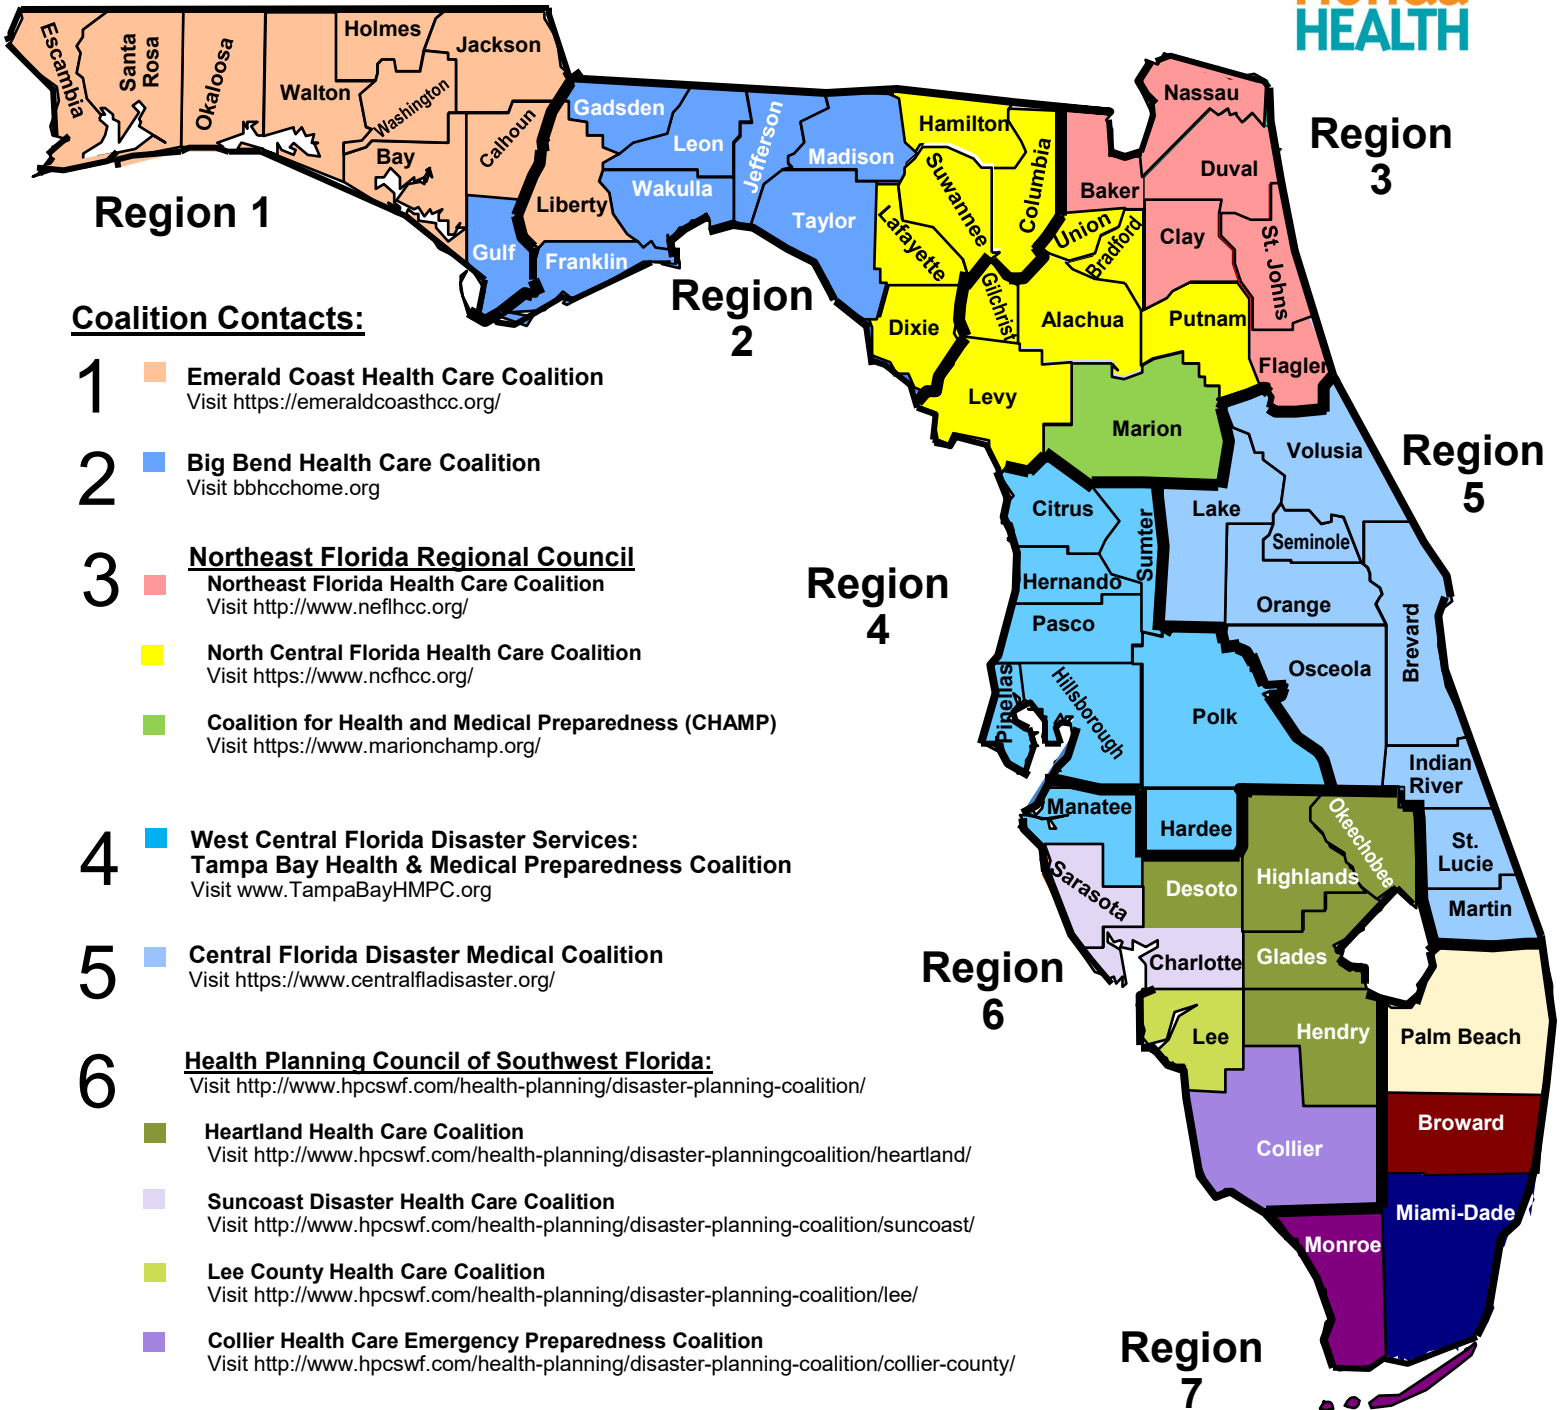 Florida
HEALTH
Escambia
Santa
Rosa
Okaloosa
Walton
Holmes
Washington
Jackson
Bay
Calhoun
Gulf
Liberty
Gadsden
Franklin
Leon
Wakulla
Jefferson
Madison
Taylor
Hamilton
Suwannee
Lafayette
Columbia
Dixie
Gilchrist
Union
Bradford
Alachua
Levy
Putnam
Marion
Nassau
Duval
Baker
Clay
St. Johns
Flagler
Region 1
Region
2
Region
3
Coalition Contacts:
1
Emerald Coast Health Care Coalition
Visit https://emeraldcoasthcc.org/
2
Big Bend Health Care Coalition
Visit bbhcchome.org
3
Northeast Florida Regional Council
Northeast Florida Health Care Coalition
Visit http://www.neflhcc.org/
North Central Florida Health Care Coalition
Visit https://www.ncfhcc.org/
Coalition for Health and Medical Preparedness (CHAMP)
Visit https://www.marionchamp.org/
4
West Central Florida Disaster Services:
Tampa Bay Health & Medical Preparedness Coalition
Visit www.TampaBayHMPC.org
5
Central Florida Disaster Medical Coalition
Visit https://www.centralfladisaster.org/
6
Health Planning Council of Southwest Florida:
Visit http://www.hpcswf.com/health-planning/disaster-planning-coalition/
Heartland Health Care Coalition
Visit http://www.hpcswf.com/health-planning/disaster-planningcoalition/heartland/
Suncoast Disaster Health Care Coalition
Visit http://www.hpcswf.com/health-planning/disaster-planning-coalition/suncoast/
Lee County Health Care Coalition
Visit http://www.hpcswf.com/health-planning/disaster-planning-coalition/lee/
Collier Health Care Emergency Preparedness Coalition
Visit http://www.hpcswf.com/health-planning/disaster-planning-coalition/collier-county/
Region
4
Citrus
Sumter
Hernando
Pasco
Pinellas
Hillsborough
Polk
Manatee
Hardee
Region
5
Volusia
Lake
Seminole
Orange
Brevard
Osceola
Indian
River
St.
Lucie
Martin
Region
6
Okeechobee
Highlands
Desoto
Sarasota
Charlotte
Glades
Lee
Hendry
Collier
Palm Beach
Broward
Miami-Dade
Monroe
Region
7